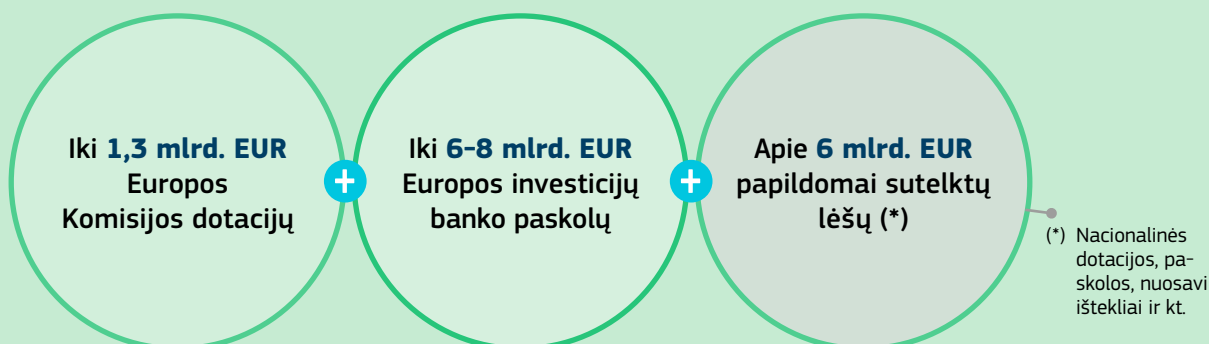 Iki 1,3 mlrd. EUR
Europos
Komisijos dotacijų
+
Iki 6–8 mlrd. EUR
Europos investicijų
banko paskolų
+
Apie 6 mlrd. EUR
papildomai sutelktų
lėšų (*)
(*) Nacionalinės
dotacijos, pa-
skolos, nuosavi
ištekliai ir kt.